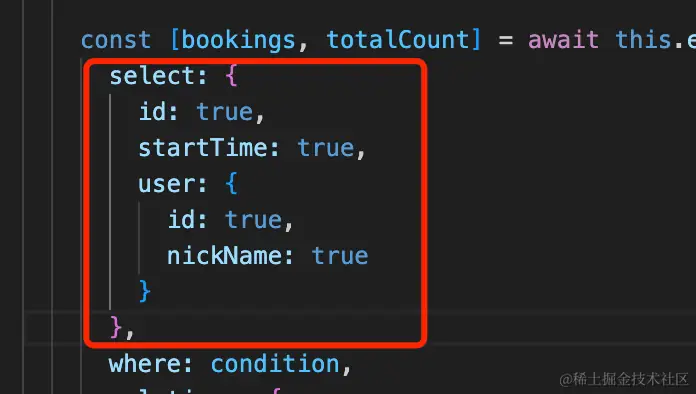 const [bookings, totalCount] = await this.e
select: {
id: true,
startTime: true,
user: {
id: true,
nickName: true
}
},
where: condition,
@稀土掘金技术社区